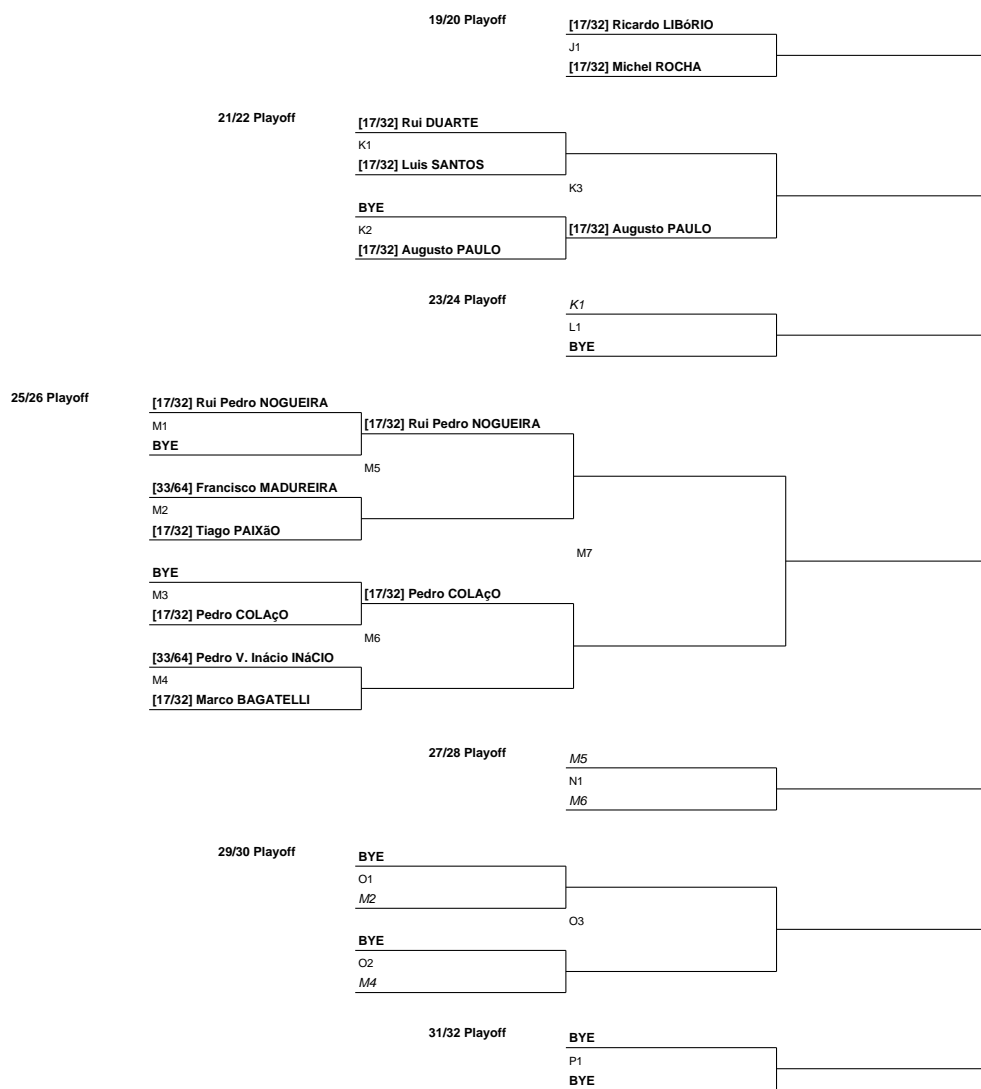 19/20 Playoff
[17/32] Ricardo LIBóRIO
J1
[17/32] Michel ROCHA
21/22 Playoff
[17/32] Rui DUARTE
K1
[17/32] Luis SANTOS
K3
BYE
K2
[17/32] Augusto PAULO
[17/32] Augusto PAULO
23/24 Playoff
K1
L1
BYE
25/26 Playoff
[17/32] Rui Pedro NOGUEIRA
M1
[17/32] Rui Pedro NOGUEIRA
BYE
M5
[33/64] Francisco MADUREIRA
M2
[17/32] Tiago PAIXãO
M7
BYE
M3
[17/32] Pedro COLAçO
[17/32] Pedro COLAçO
M6
[33/64] Pedro V. Inácio INáCIO
M4
[17/32] Marco BAGATELLI
27/28 Playoff
M5
N1
M6
29/30 Playoff
BYE
O1
M2
O3
BYE
O2
M4
31/32 Playoff
BYE
P1
BYE